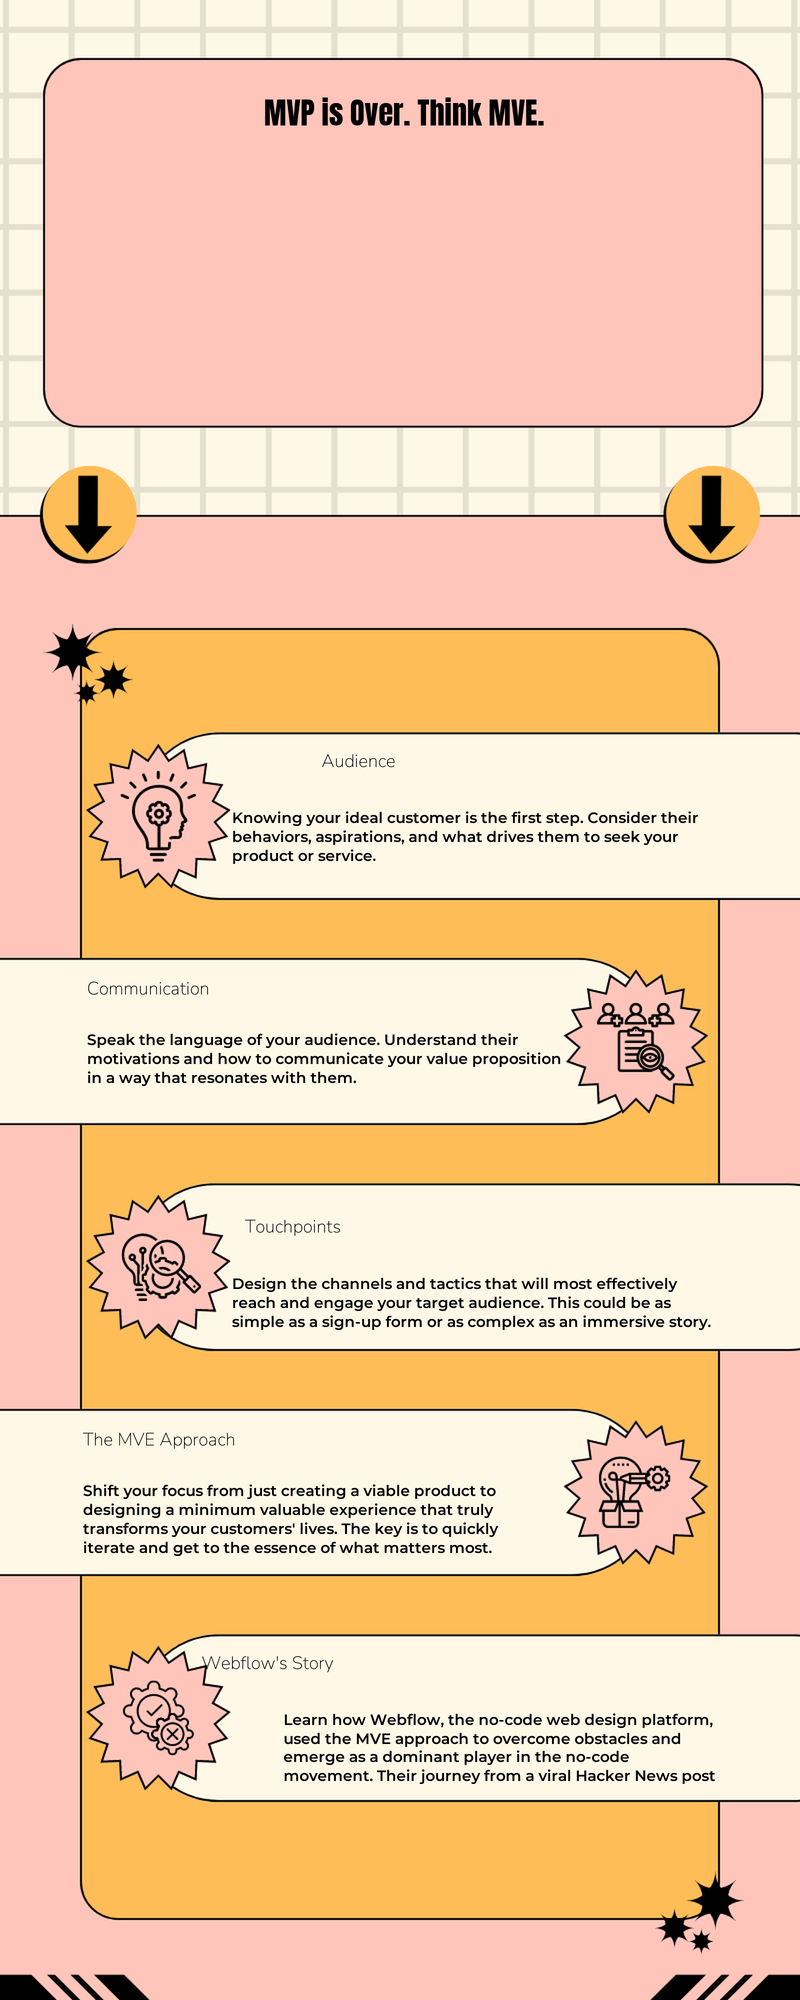 MVP is Over. Think MVE.
Audience
Knowing your ideal customer is the first step. Consider their
behaviors, aspirations, and what drives them to seek your
product or service.
Communication
Speak the language of your audience. Understand their
motivations and how to communicate your value proposition
in a way that resonates with them.
Touchpoints
Design the channels and tactics that will most effectively
reach and engage your target audience. This could be as
simple as a sign-up form or as complex as an immersive story.
The MVE Approach
Shift your focus from just creating a viable product to
designing a minimum valuable experience that truly
transforms your customers' lives. The key is to quickly
iterate and get to the essence of what matters most.
Webflow's Story
Learn how Webflow, the no-code web design platform,
used the MVE approach to overcome obstacles and
emerge as a dominant player in the no-code
movement. Their journey from a viral Hacker News post